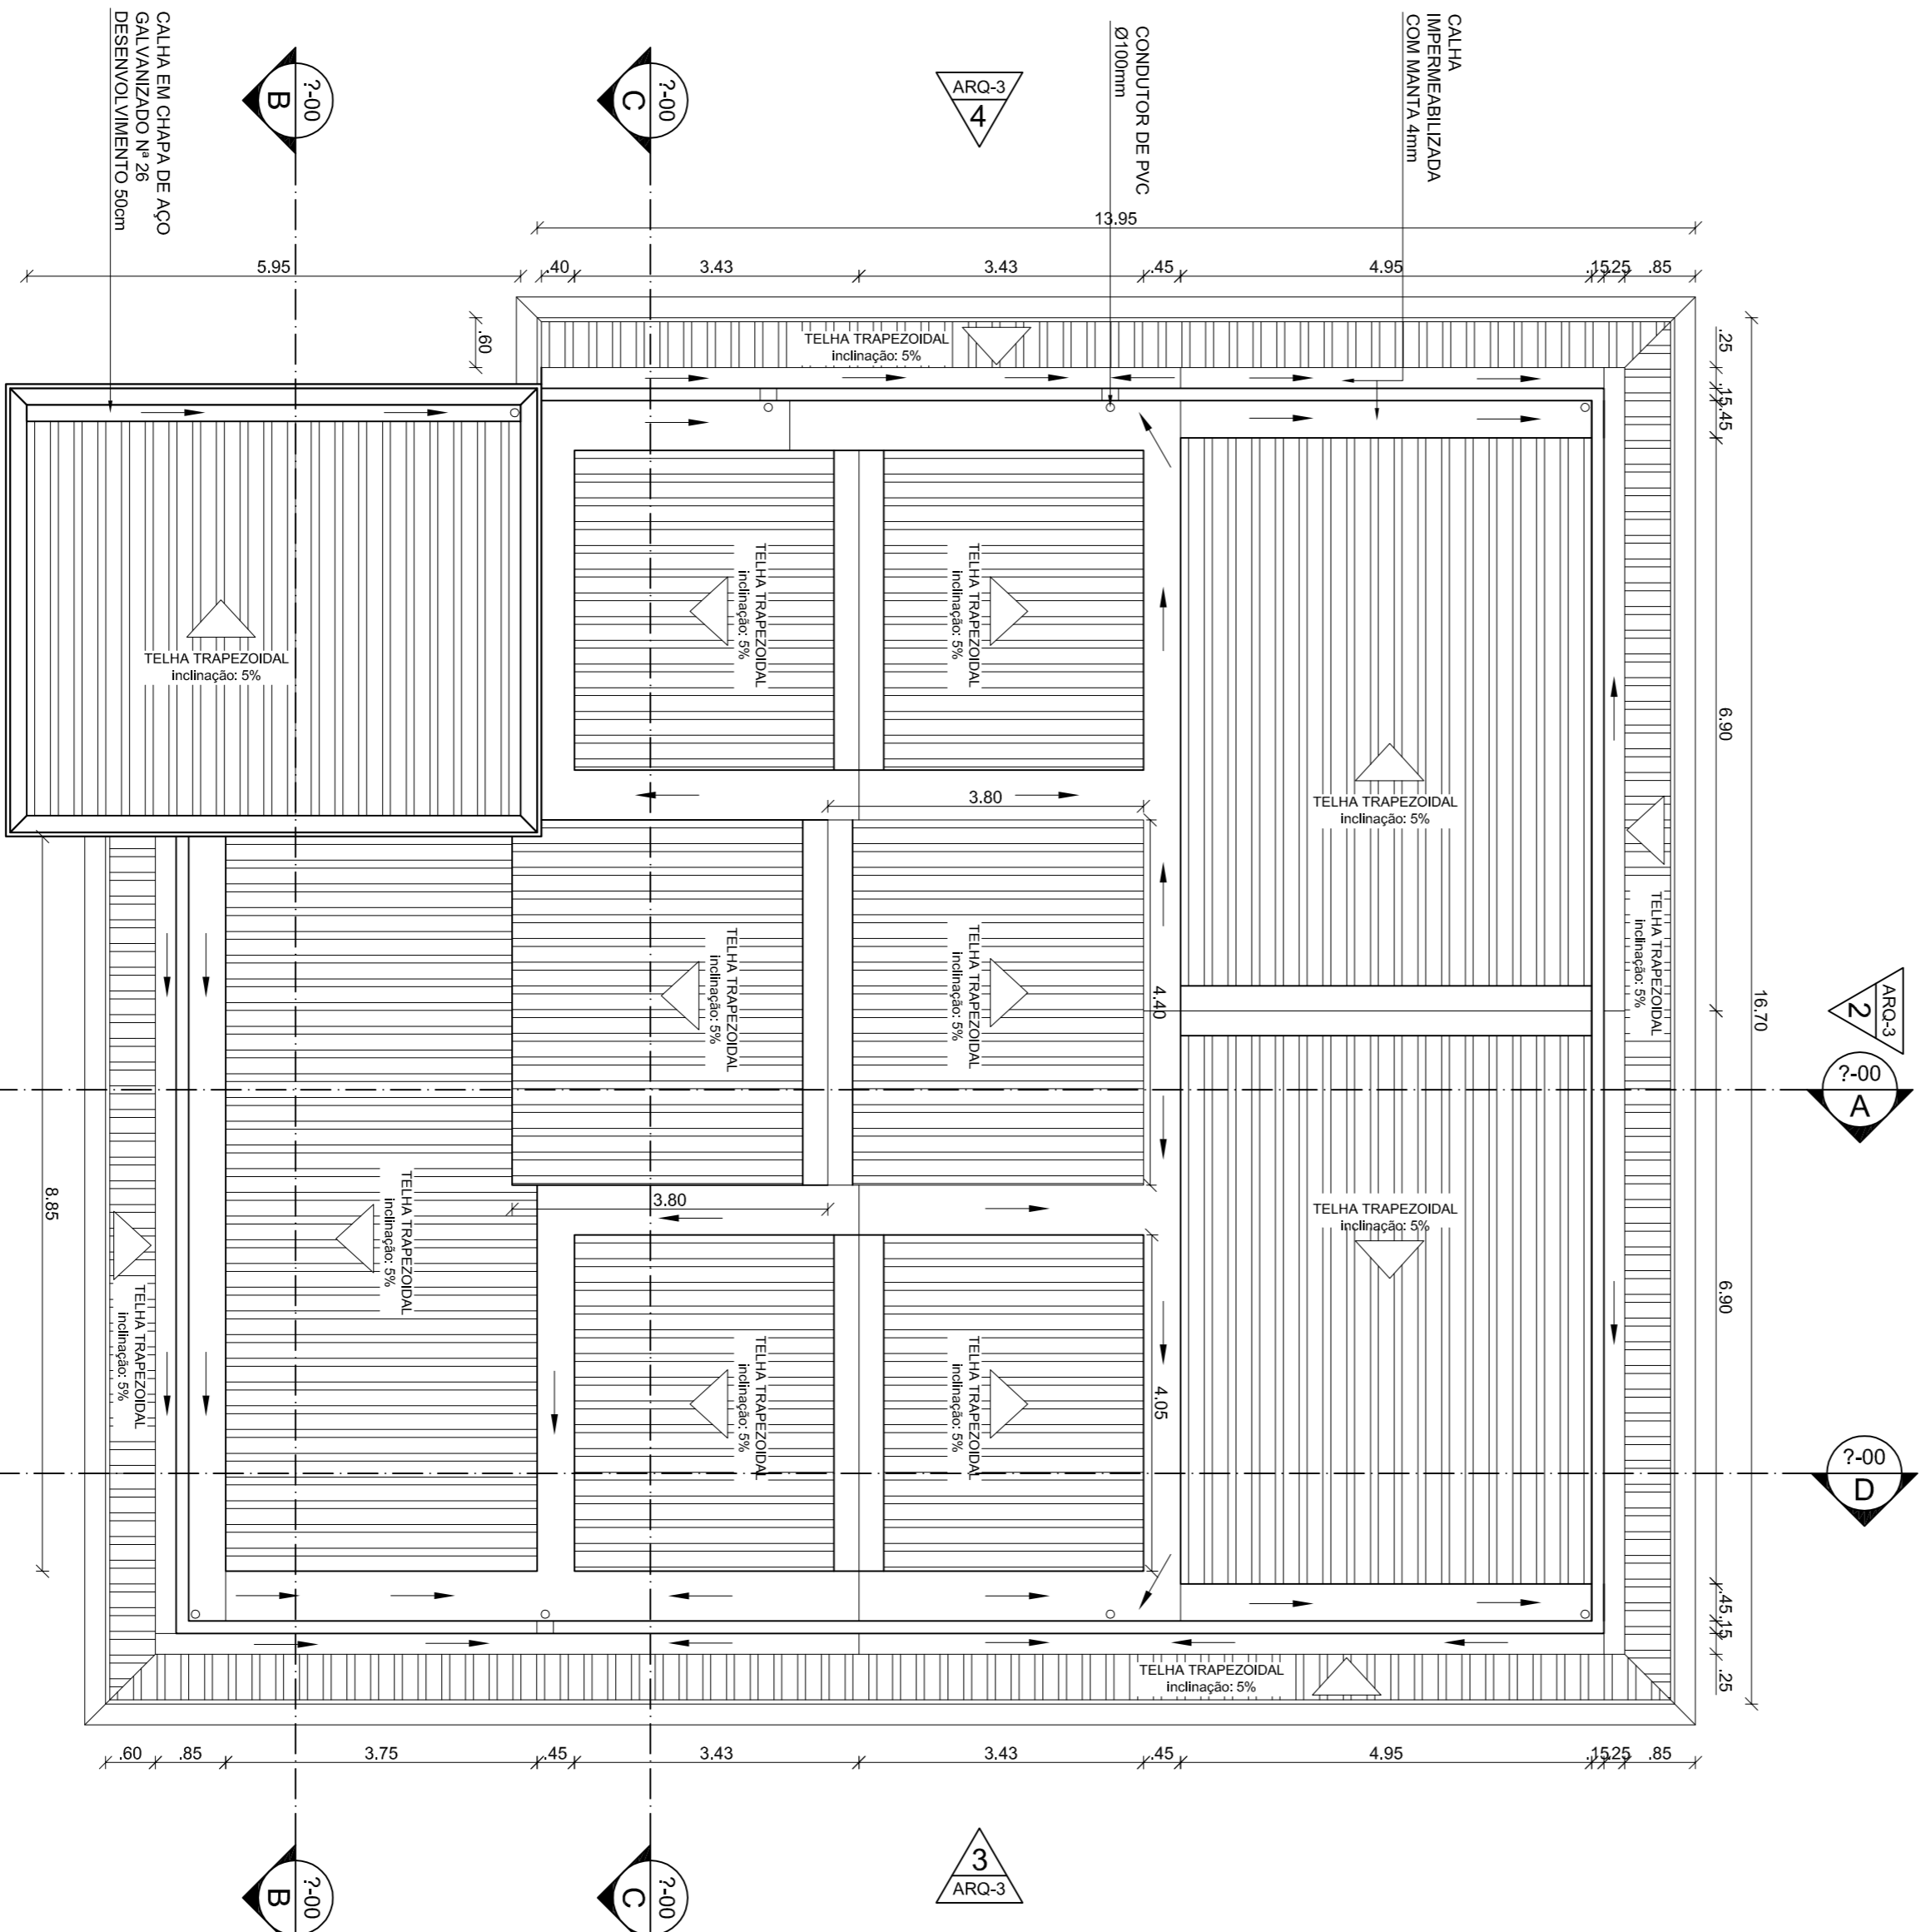 CALHA EM CHAPA DE AÇO
GALVANIZADO Nª 26
DESENVOLVIMENTO 50cm
?-00
B
?-00
C
ARQ-3
4
CONDUTOR DE PVC
Ø100mm
CALHA
IMPERMEABILIZADA
COM MANTA 4mm
13.95
5.95
.40
3.43
3.43
.45
4.95
.15
.25
.85
.60
TELHA TRAPEZOIDAL
inclinação: 5%
.25
.15
.45
6.90
6.90
.45
.15
.25
16.70
TELHA TRAPEZOIDAL
inclinação: 5%
TELHA TRAPEZOIDAL
inclinação: 5%
TELHA TRAPEZOIDAL
inclinação: 5%
TELHA TRAPEZOIDAL
inclinação: 5%
3.80
TELHA TRAPEZOIDAL
inclinação: 5%
TELHA TRAPEZOIDAL
inclinação: 5%
TELHA TRAPEZOIDAL
inclinação: 5%
4.40
ARQ-3
2
?-00
A
8.85
TELHA TRAPEZOIDAL
inclinação: 5%
3.80
TELHA TRAPEZOIDAL
inclinação: 5%
TELHA TRAPEZOIDAL
inclinação: 5%
TELHA TRAPEZOIDAL
inclinação: 5%
TELHA TRAPEZOIDAL
inclinação: 5%
4.05
?-00
D
TELHA TRAPEZOIDAL
inclinação: 5%
.60
.85
3.75
.45
3.43
3.43
.45
4.95
.15
.25
.85
?-00
B
?-00
C
3
ARQ-3